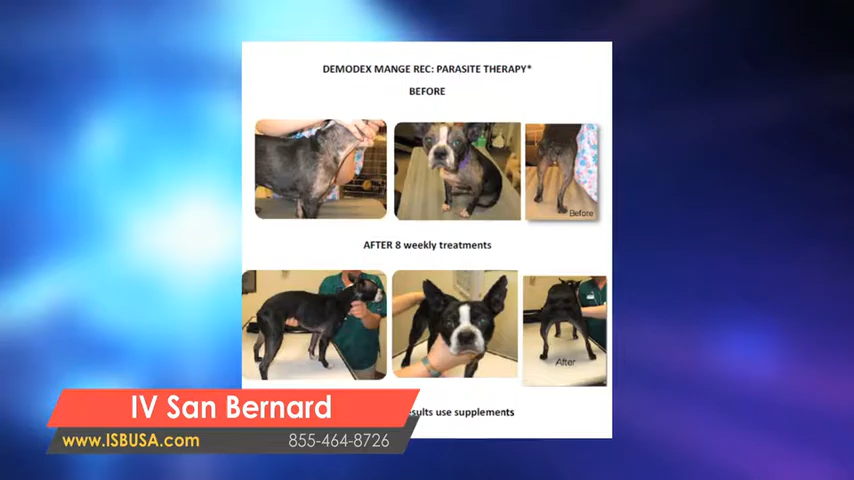 DEMODEX MANGE REC: PARASITE THERAPY*
BEFORE
Before
AFTER 8 weekly treatments
After
use supplements
IV San Bernard
www.ISBUSA.com 855-464-8726